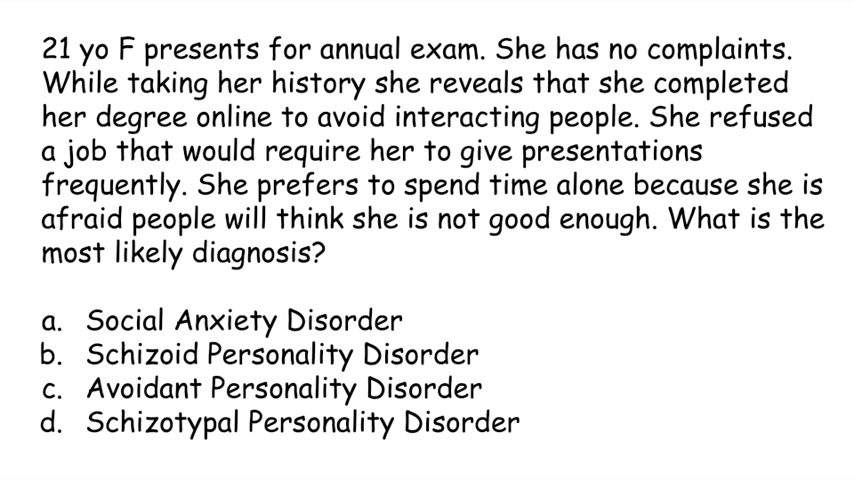 21 yo F presents for annual exam. She has no complaints.
While taking her history she reveals that she completed
her degree online to avoid interacting people. She refused
a job that would require her to give presentations
frequently. She prefers to spend time alone because she is
afraid people will think she is not good enough. What is the
most likely diagnosis?
a. Social Anxiety Disorder
b. Schizoid Personality Disorder
c. Avoidant Personality Disorder
d. Schizotypal Personality Disorder